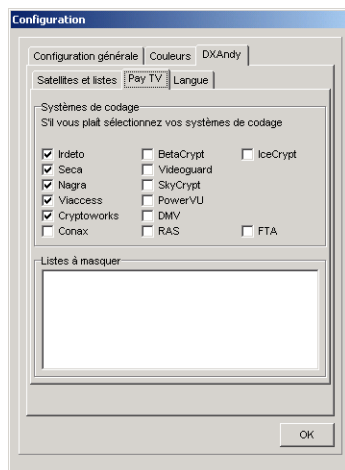 Configuration
Configuration générale Couleurs DXAndy
Satellites et listes Pay TV Langue
Systèmes de codage
S'il vous plaît sélectionnez vos systèmes de codage
Irdeto BetaCrypt IceCrypt
Seca Videoguard
Nagra SkyCrypt
Viaccess PowerVU
Cryptoworks DMV
Conax RAS FTA
Listes à masquer
OK